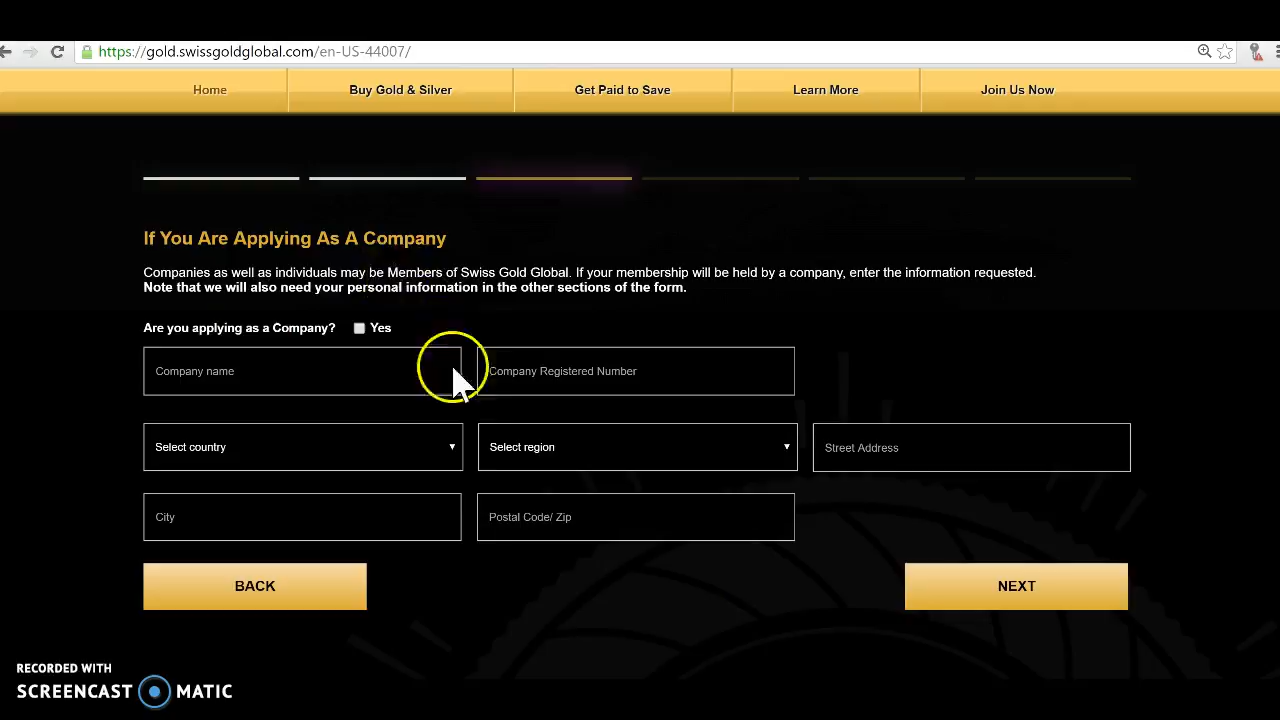 https://gold.swissgoldglobal.com/en-US-44007/
Home Buy Gold & Silver Get Paid to Save Learn More Join Us Now
If You Are Applying As A Company
Companies as well as individuals may be Members of Swiss Gold Global. If your membership will be held by a company, enter the information requested.
Note that we will also need your personal information in the other sections of the form.
Are you applying as a Company? Yes
Company name Company Registered Number
Select country Select region Street Address
City Postal Code/ Zip
BACK NEXT
RECORDED WITH
SCREENCAST MATIC